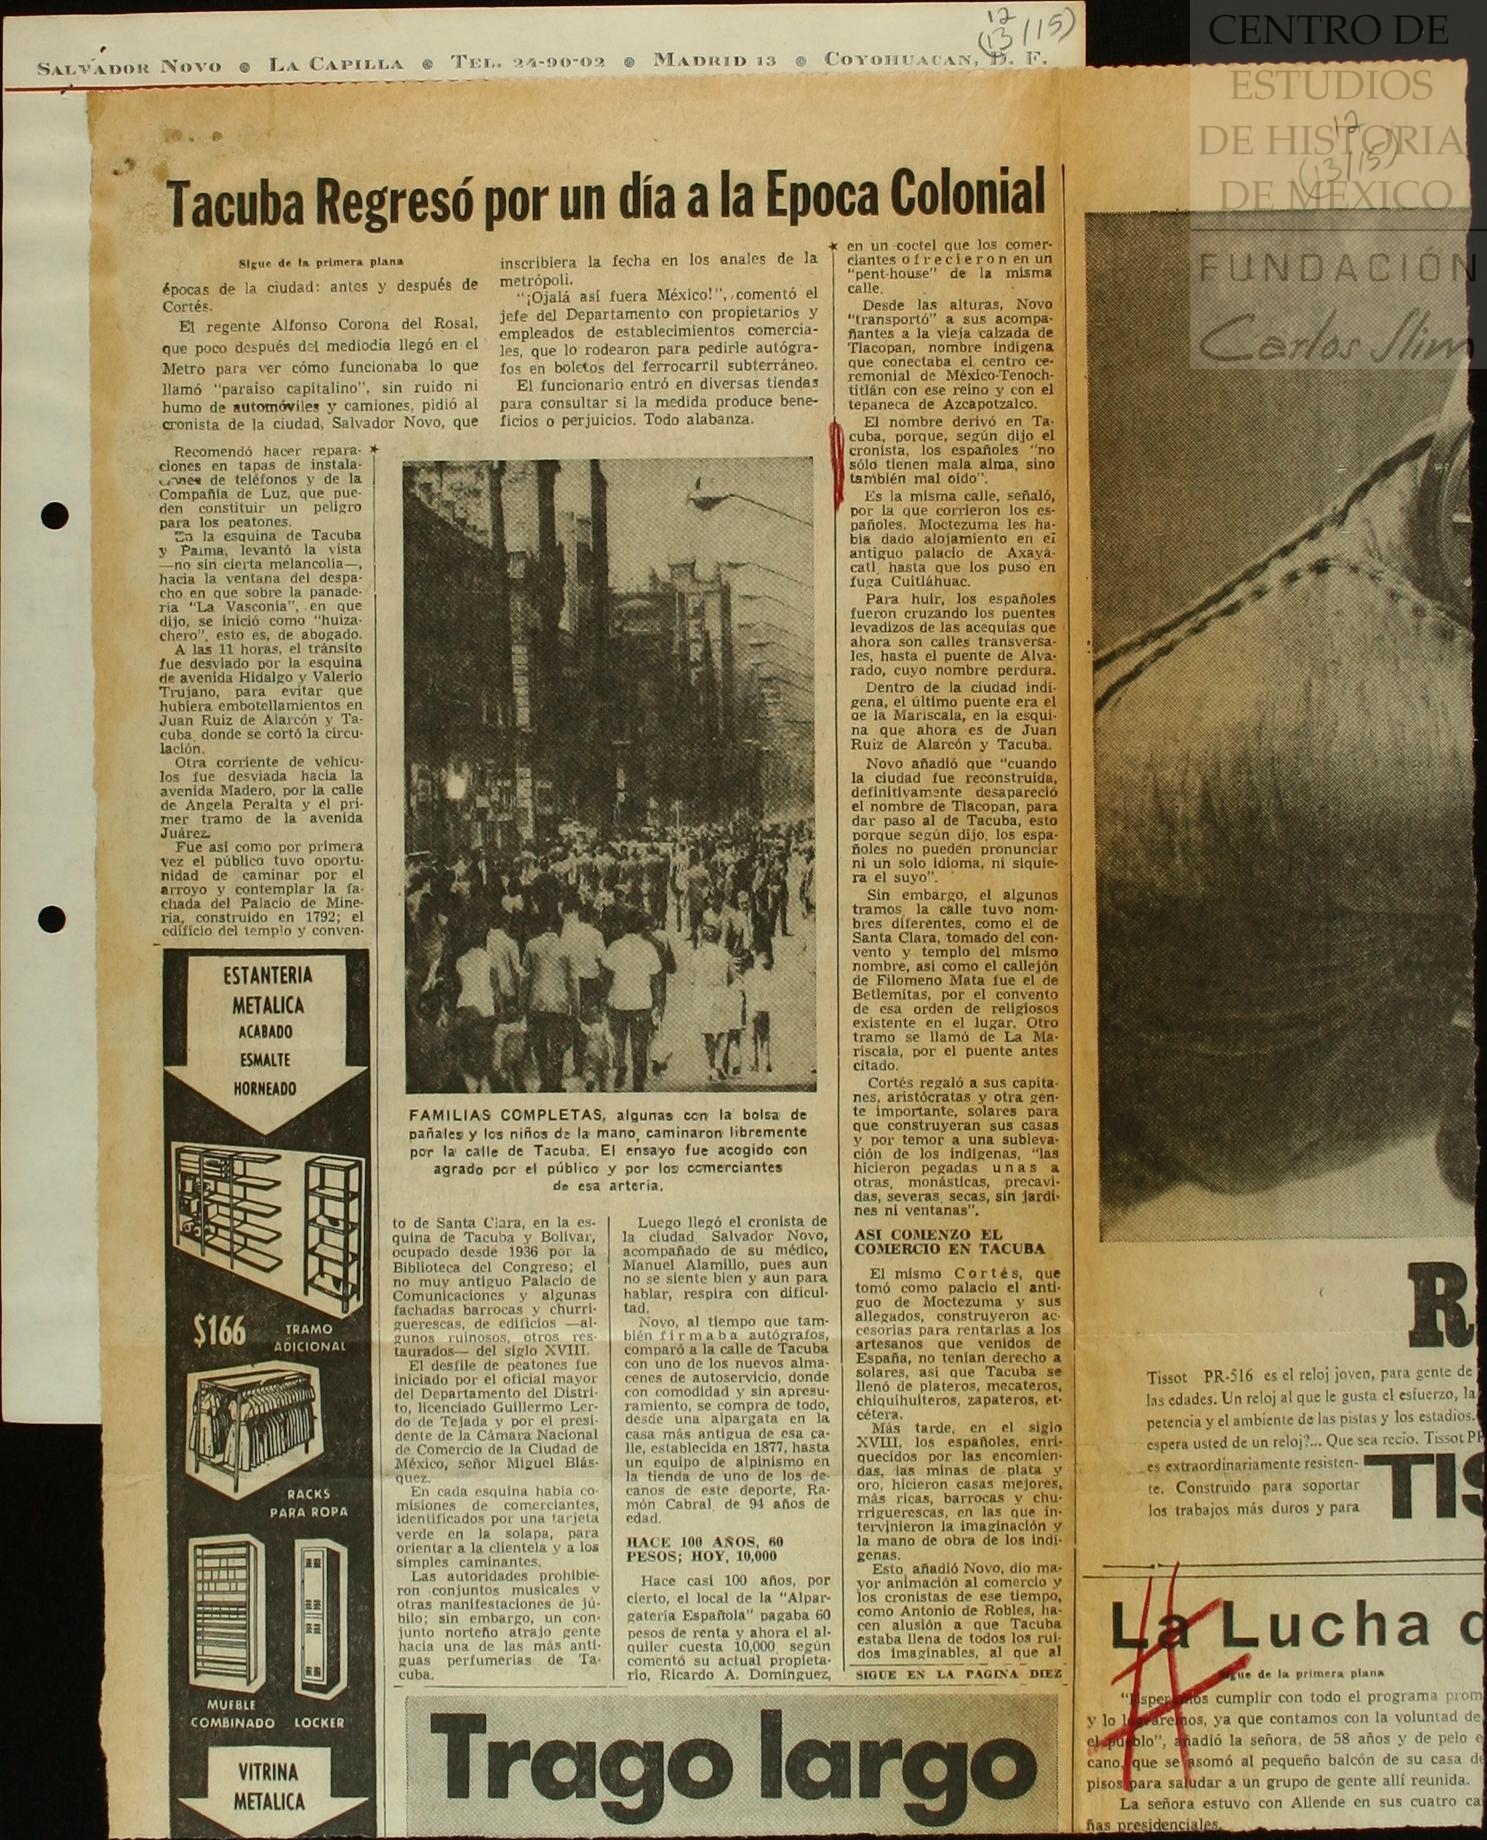 12
(13/15)
SALVADOR NOVO ● LA CAPILLA ● TEL. 24-90-02 ● MADRID 13 ● COYOHUACAN, D. F.
CENTRO DE
ESTUDIOS
DE HISTORIA
DE MÉXICO
FUNDACIÓN
Carlos Slim
12
(13/15)
Tacuba Regresó por un día a la Epoca Colonial
Sigue de la primera plana
épocas de la ciudad: antes y después de
Cortés.
El regente Alfonso Corona del Rosal,
que poco después del mediodía llegó en el
Metro para ver cómo funcionaba lo que
llamó "paraíso capitalino", sin ruido ni
humo de automóviles y camiones, pidió al
cronista de la ciudad, Salvador Novo, que
inscribiera la fecha en los anales de la
metrópoli.
"¡Ojalá así fuera México!", comentó el
jefe del Departamento con propietarios y
empleados de establecimientos comercia-
les, que lo rodearon para pedirle autógra-
fos en boletos del ferrocarril subterráneo.
El funcionario entró en diversas tiendas
para consultar si la medida produce bene-
ficios o perjuicios. Todo alabanza.
Recomendó hacer repara-
ciones en tapas de instala-
ciones de teléfonos y de la
Compañía de Luz, que pue-
den constituir un peligro
para los peatones.
En la esquina de Tacuba
y Palma, levantó la vista
—no sin cierta melancolía—,
hacia la ventana del despa-
cho en que sobre la panade-
ría "La Vasconia", en que
dijo, se inició como "huiza-
chero", esto es, de abogado.
A las 11 horas, el tránsito
fue desviado por la esquina
de avenida Hidalgo y Valerio
Trujano, para evitar que
hubiera embotellamientos en
Juan Ruiz de Alarcón y Ta-
cuba, donde se cortó la circu-
lación.
Otra corriente de vehícu-
los fue desviada hacia la
avenida Madero, por la calle
de Angela Peralta y el pri-
mer tramo de la avenida
Juárez.
Fue así como por primera
vez el público tuvo oportu-
nidad de caminar por el
arroyo y contemplar la fa-
chada del Palacio de Mine-
ría, construido en 1792; el
edificio del templo y conven-
FAMILIAS COMPLETAS, algunas con la bolsa de
pañales y los niños de la mano, caminaron libremente
por la calle de Tacuba. El ensayo fue acogido con
agrado por el público y por los comerciantes
de esa arteria.
to de Santa Clara, en la es-
quina de Tacuba y Bolívar,
ocupado desde 1936 por la
Biblioteca del Congreso; el
no muy antiguo Palacio de
Comunicaciones y algunas
fachadas barrocas y churri-
guerescas, de edificios —al-
gunos ruinosos, otros res-
taurados— del siglo XVIII.
El desfile de peatones fue
iniciado por el oficial mayor
del Departamento del Distri-
to, licenciado Guillermo Ler-
do de Tejada y por el presi-
dente de la Cámara Nacional
de Comercio de la Ciudad de
México, señor Miguel Blás-
quez.
En cada esquina había co-
misiones de comerciantes,
identificados por una tarjeta
verde en la solapa, para
orientar a la clientela y a los
simples caminantes.
Las autoridades prohibie-
ron conjuntos musicales y
otras manifestaciones de jú-
bilo; sin embargo, un con-
junto norteño atrajo gente
hacia una de las más anti-
guas perfumerías de Ta-
cuba.
Luego llegó el cronista de
la ciudad, Salvador Novo,
acompañado de su médico,
Manuel Alamillo, pues aun
no se siente bien y aun para
hablar, respira con dificul-
tad.
Novo, al tiempo que tam-
bién firmaba autógrafos,
comparó a la calle de Tacuba
con uno de los nuevos alma-
cenes de autoservicio, donde
con comodidad y sin apresu-
ramiento, se compra de todo,
desde una alpargata en la
casa más antigua de esa ca-
lle, establecida en 1877, hasta
un equipo de alpinismo en
la tienda de uno de los de-
canos de este deporte, Ra-
món Cabral, de 94 años de
edad.
HACE 100 AÑOS, 60
PESOS; HOY, 10,000
Hace casi 100 años, por
cierto, el local de la "Alpar-
gatería Española" pagaba 60
pesos de renta y ahora el al-
quiler cuesta 10,000, según
comentó su actual propieta-
rio, Ricardo A. Domínguez,
en un coctel que los comer-
ciantes ofrecieron en un
"pent-house" de la misma
calle.
Desde las alturas, Novo
"transportó" a sus acompa-
ñantes a la vieja calzada de
Tlacopan, nombre indígena
que conectaba el centro ce-
remonial de México-Tenoch-
titlán con ese reino y con el
tepaneca de Azcapotzalco.
El nombre derivó en Ta-
cuba, porque, según dijo el
cronista, los españoles "no
sólo tienen mala alma, sino
también mal oído".
Es la misma calle, señaló,
por la que corrieron los es-
pañoles. Moctezuma les ha-
bía dado alojamiento en el
antiguo palacio de Axayá-
catl, hasta que los puso en
fuga Cuitláhuac.
Para huir, los españoles
fueron cruzando los puentes
levadizos de las acequias que
ahora son calles transversa-
les, hasta el puente de Alva-
rado, cuyo nombre perdura.
Dentro de la ciudad indí-
gena, el último puente era el
de la Mariscala, en la esqui-
na que ahora es de Juan
Ruiz de Alarcón y Tacuba.
Novo añadió que "cuando
la ciudad fue reconstruida,
definitivamente desapareció
el nombre de Tlacopan, para
dar paso al de Tacuba, esto
porque según dijo, los espa-
ñoles no pueden pronunciar
ni un solo idioma, ni siquie-
ra el suyo".
Sin embargo, el algunos
tramos, la calle tuvo nom-
bres diferentes, como el de
Santa Clara, tomado del con-
vento y templo del mismo
nombre, así como el callejón
de Filomeno Mata fue el de
Betlemitas, por el convento
de esa orden de religiosos
existente en el lugar. Otro
tramo se llamó de La Ma-
riscala, por el puente antes
citado.
Cortés regaló a sus capita-
nes, aristócratas y otra gen-
te importante, solares para
que construyeran sus casas
y por temor a una subleva-
ción de los indígenas, "las
hicieron pegadas unas a
otras, monásticas, precavi-
das, severas, secas, sin jardi-
nes ni ventanas".
ASI COMENZO EL
COMERCIO EN TACUBA
El mismo Cortés, que
tomó como palacio el anti-
guo de Moctezuma y sus
allegados, construyeron ac-
cesorias para rentarlas a los
artesanos que venidos de
España, no tenían derecho a
solares, así que Tacuba se
llenó de plateros, mecateros,
chiquihuiteros, zapateros, et-
cétera.
Más tarde, en el siglo
XVIII, los españoles, enri-
quecidos por las encomien-
das, las minas de plata y
oro, hicieron casas mejores,
más ricas, barrocas y chu-
rriguerescas, en las que in-
tervinieron la imaginación y
la mano de obra de los indí-
genas.
Esto, añadió Novo, dio ma-
yor animación al comercio y
los cronistas de ese tiempo,
como Antonio de Robles, ha-
cen alusión a que Tacuba
estaba llena de todos los rui-
dos imaginables, al que al
SIGUE EN LA PAGINA DIEZ
ESTANTERIA
METALICA
ACABADO
ESMALTE
HORNEADO
$166
TRAMO
ADICIONAL
RACKS
PARA ROPA
MUEBLE
COMBINADO
LOCKER
VITRINA
METALICA
Trago largo
R
Tissot PR-516 es el reloj joven, para gente de
las edades. Un reloj al que le gusta el esfuerzo, la
petencia y el ambiente de las pistas y los estadios.
espera usted de un reloj?... Que sea recio. Tissot PR
es extraordinariamente resisten-
te. Construido para soportar
los trabajos más duros y para
TIS
La Lucha d
Sigue de la primera plana
"Esperamos cumplir con todo el programa prom
y lo lograremos, ya que contamos con la voluntad de
el pueblo", añadió la señora, de 58 años y de pelo e
cano, que se asomó al pequeño balcón de su casa de
pisos para saludar a un grupo de gente allí reunida.
La señora estuvo con Allende en sus cuatro ca
ñas presidenciales.